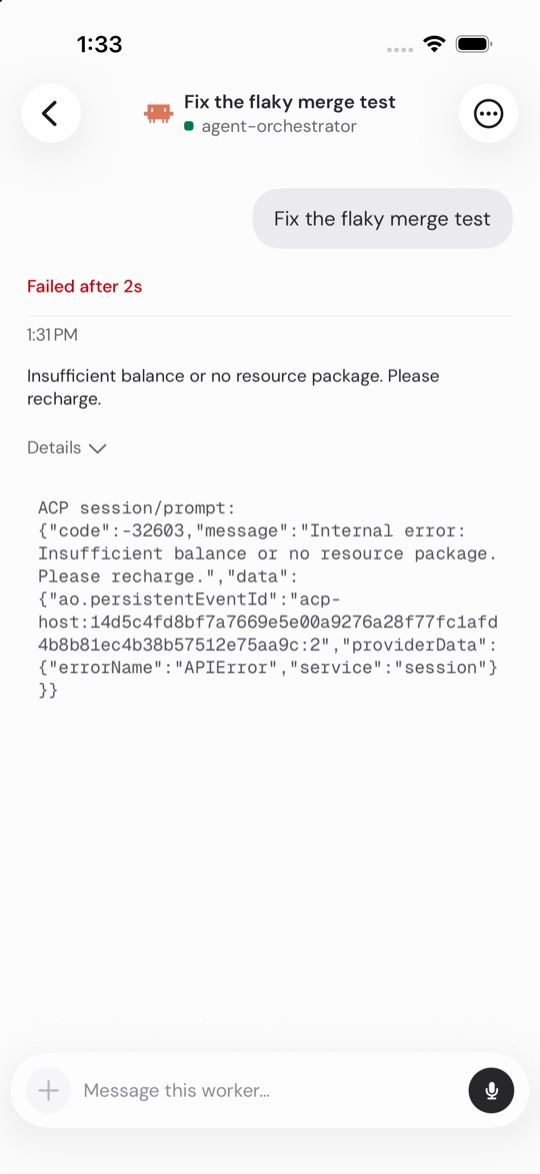 1:33
Fix the flaky merge test
agent-orchestrator
Fix the flaky merge test
Failed after 2s
1:31 PM
Insufficient balance or no resource package. Please
recharge.
Details
ACP session/prompt:
{"code":-32603,"message":"Internal error:
Insufficient balance or no resource package.
Please recharge.","data":
{"ao.persistentEventId":"acp-
host:14d5c4fd8bf7a7669e5e00a9276a28f77fc1afd
4b8b81ec4b38b57512e75aa9c:2","providerData":
{"errorName":"APIError","service":"session"}
}}
Message this worker...